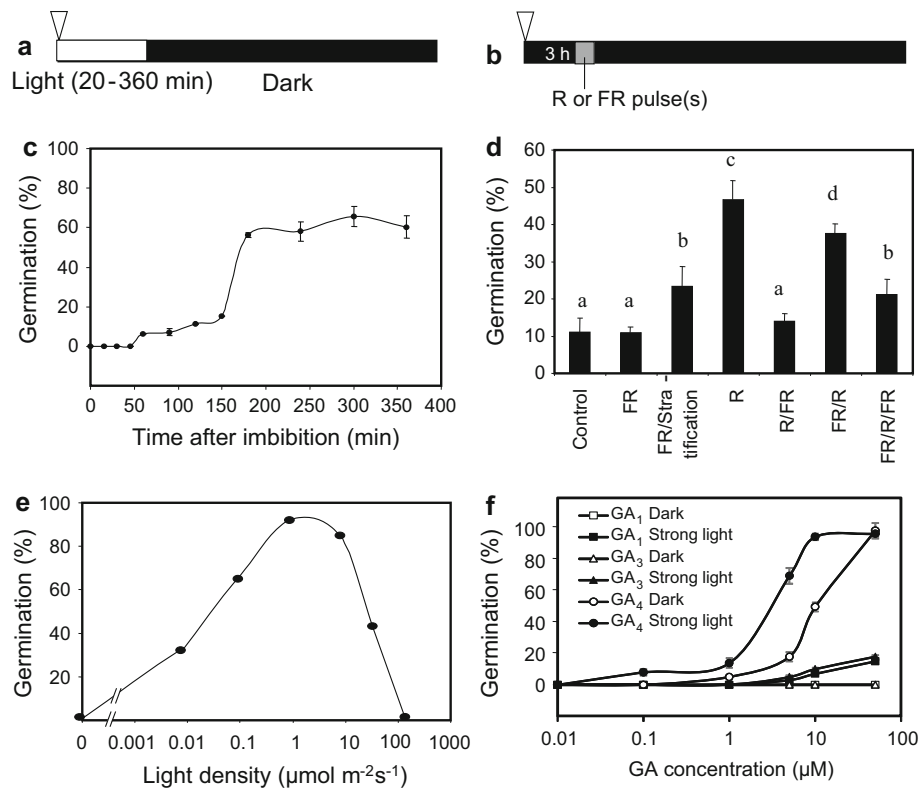 a
Light (20-360 min) Dark
b
3 h
R or FR pulse(s)
c
Germination (%)
100
80
60
40
20
0
0 50 100 150 200 250 300 350 400
Time after imbibition (min)
d
Germination (%)
60
50
40
30
20
10
0
a a b c a d b
Control
FR
FR/Stra
tification
R
R/FR
FR/R
FR/R/FR
e
Germination (%)
100
80
60
40
20
0 0.001 0.01 0.1 1 10 100 1000
Light density (µmol m-2s-1)
f
Germination (%)
100
80
60
40
20
0
GA1 Dark
GA1 Strong light
GA3 Dark
GA3 Strong light
GA4 Dark
GA4 Strong light
0.01 0.1 1 10 100
GA concentration (µM)